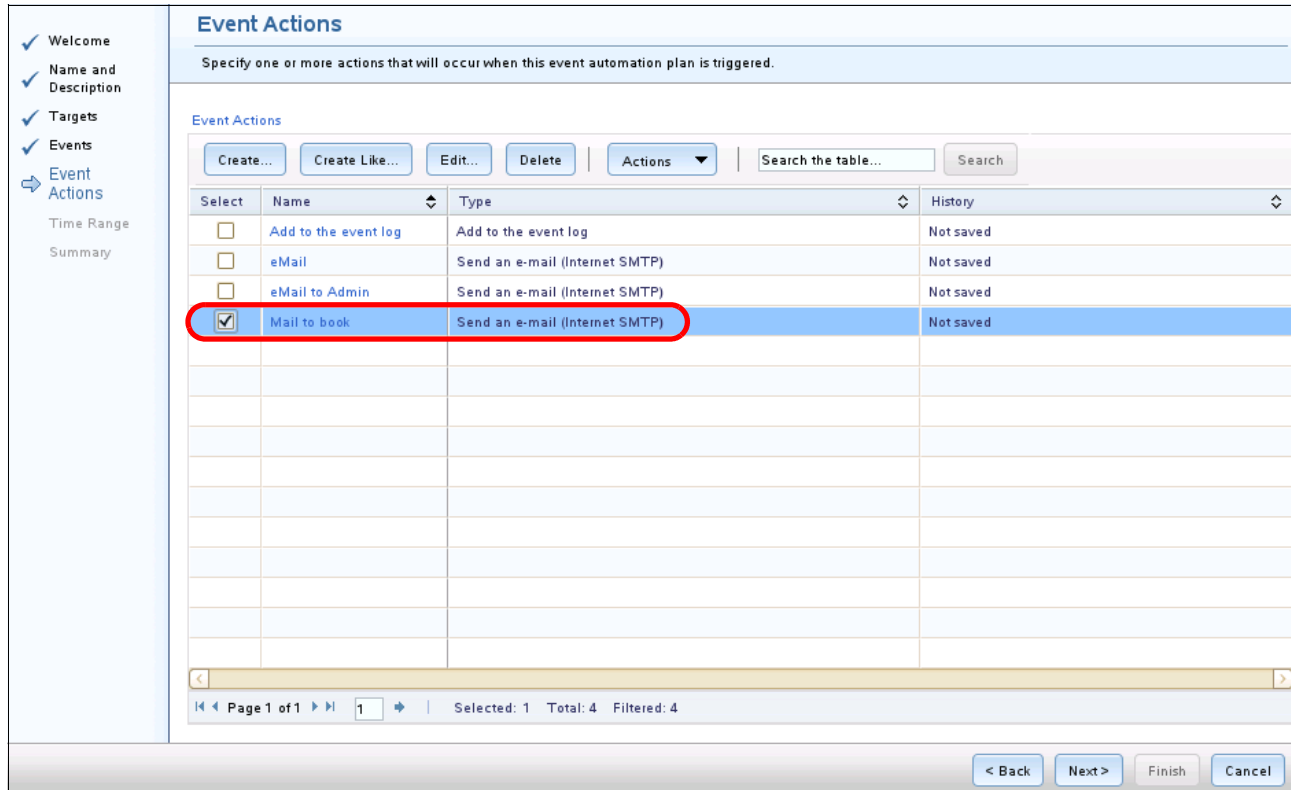 Welcome
Name and
Description
Targets
Events
Event
Actions
Time Range
Summary
Event Actions
Specify one or more actions that will occur when this event automation plan is triggered.
Event Actions
Create... Create Like... Edit... Delete | Actions | Search the table... Search
Select Name Type History
Add to the event log Add to the event log Not saved
eMail Send an e-mail (Internet SMTP) Not saved
eMail to Admin Send an e-mail (Internet SMTP) Not saved
Mail to book Send an e-mail (Internet SMTP) Not saved
Page 1 of 1 1 | Selected: 1 Total: 4 Filtered: 4
< Back Next > Finish Cancel